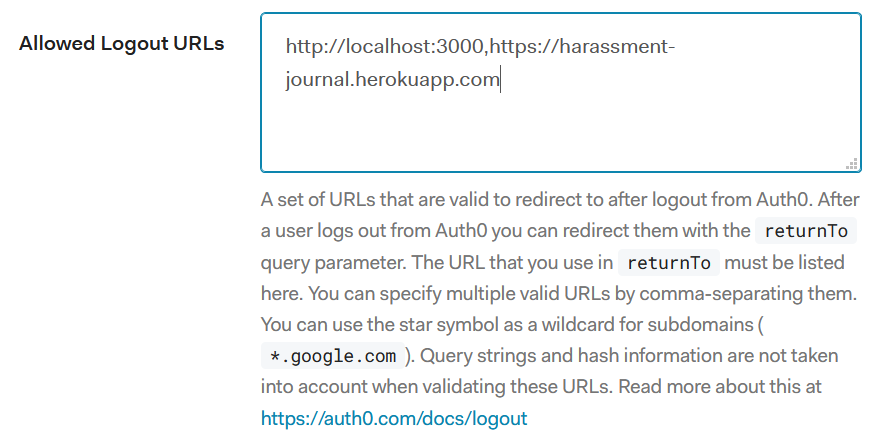 Allowed Logout URLs
http://localhost:3000,https://harassment-
journal.herokuapp.com
A set of URLs that are valid to redirect to after logout from Auth0. After
a user logs out from Auth0 you can redirect them with the returnTo
query parameter. The URL that you use in returnTo must be listed
here. You can specify multiple valid URLs by comma-separating them.
You can use the star symbol as a wildcard for subdomains (
*.google.com ). Query strings and hash information are not taken
into account when validating these URLs. Read more about this at
https://auth0.com/docs/logout